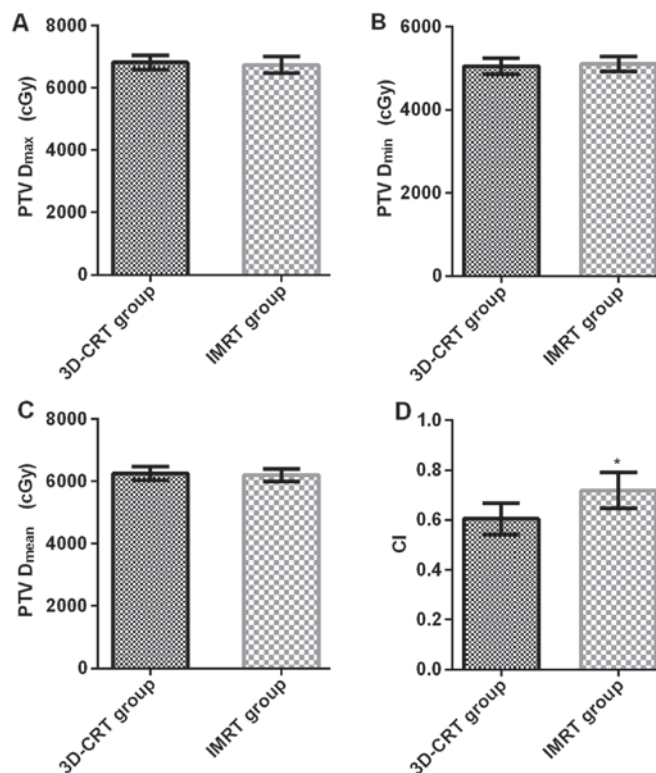 A
PTV Dmax (cGy)
8000
6000
4000
2000
0
3D-CRT group
IMRT group
B
PTV Dmin (cGy)
6000
4000
2000
0
3D-CRT group
IMRT group
C
PTV Dmean (cGy)
8000
6000
4000
2000
0
3D-CRT group
IMRT group
D
CI
1.0
0.8
0.6
0.4
0.2
0.0
*
3D-CRT group
IMRT group